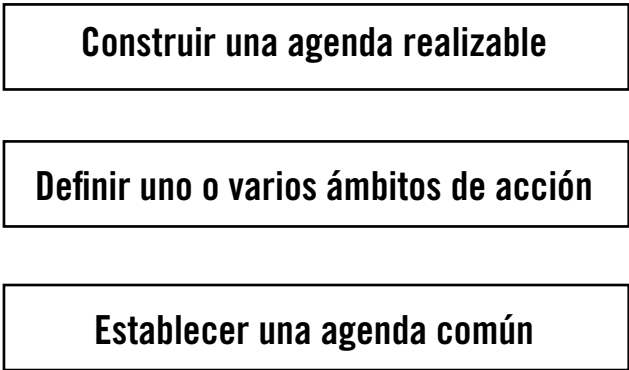 Construir una agenda realizable
Definir uno o varios ámbitos de acción
Establecer una agenda común